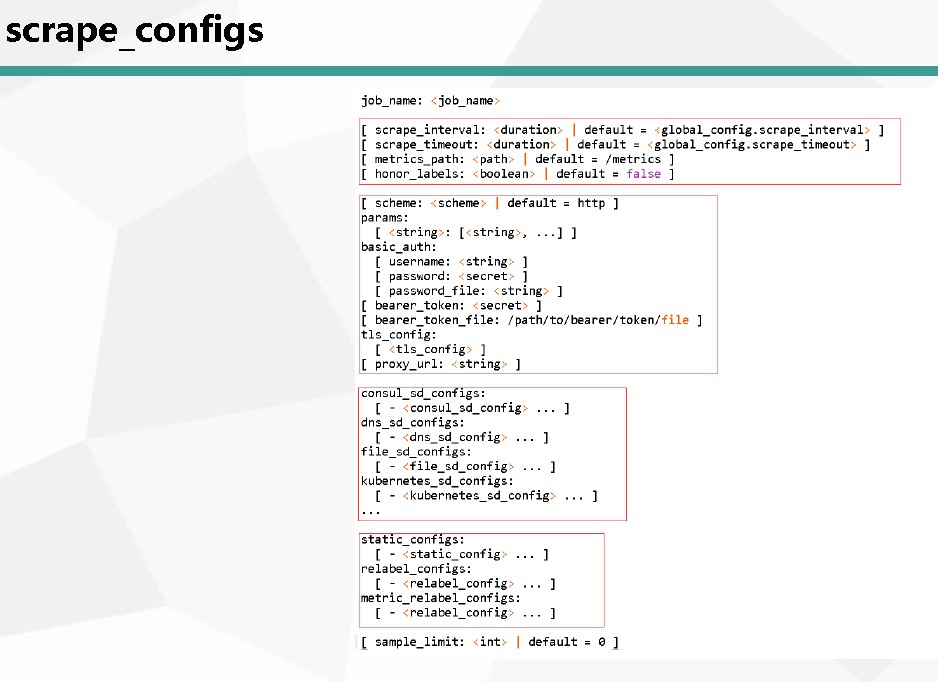 scrape_configs
job_name: <job_name>
[ scrape_interval: <duration> | default = <global_config.scrape_interval> ]
[ scrape_timeout: <duration> | default = <global_config.scrape_timeout> ]
[ metrics_path: <path> | default = /metrics ]
[ honor_labels: <boolean> | default = false ]
[ scheme: <scheme> | default = http ]
params:
  [ <string>: [<string>, ...] ]
basic_auth:
  [ username: <string> ]
  [ password: <secret> ]
  [ password_file: <string> ]
[ bearer_token: <secret> ]
[ bearer_token_file: /path/to/bearer/token/file ]
tls_config:
  [ <tls_config> ]
[ proxy_url: <string> ]
consul_sd_configs:
  [ - <consul_sd_config> ... ]
dns_sd_configs:
  [ - <dns_sd_config> ... ]
file_sd_configs:
  [ - <file_sd_config> ... ]
kubernetes_sd_configs:
  [ - <kubernetes_sd_config> ... ]
...
static_configs:
  [ - <static_config> ... ]
relabel_configs:
  [ - <relabel_config> ... ]
metric_relabel_configs:
  [ - <relabel_config> ... ]
[ sample_limit: <int> | default = 0 ]